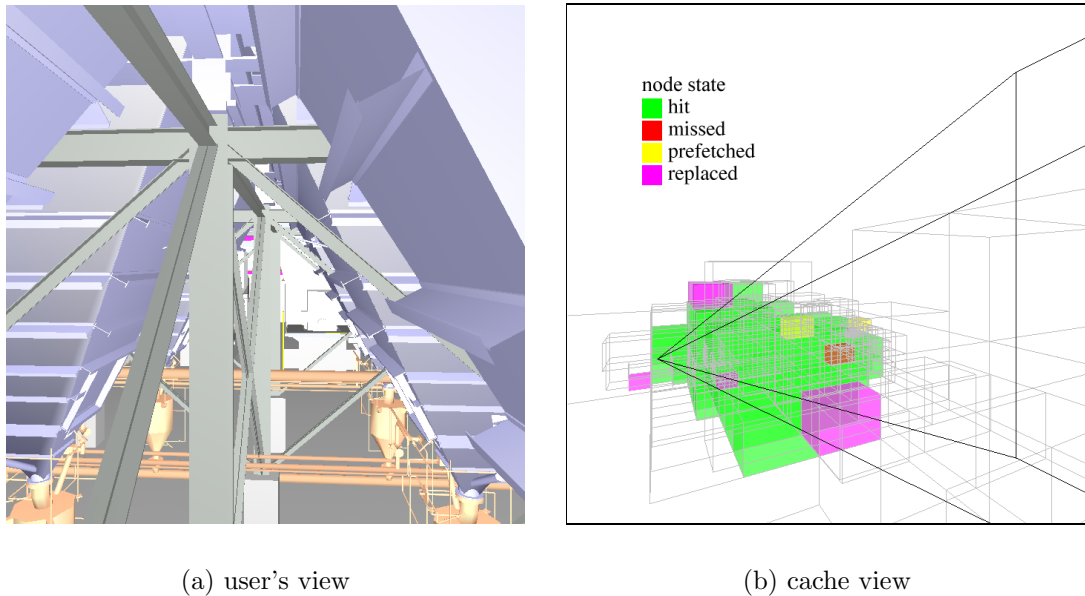 node state
hit
missed
prefetched
replaced
(a) user's view
(b) cache view